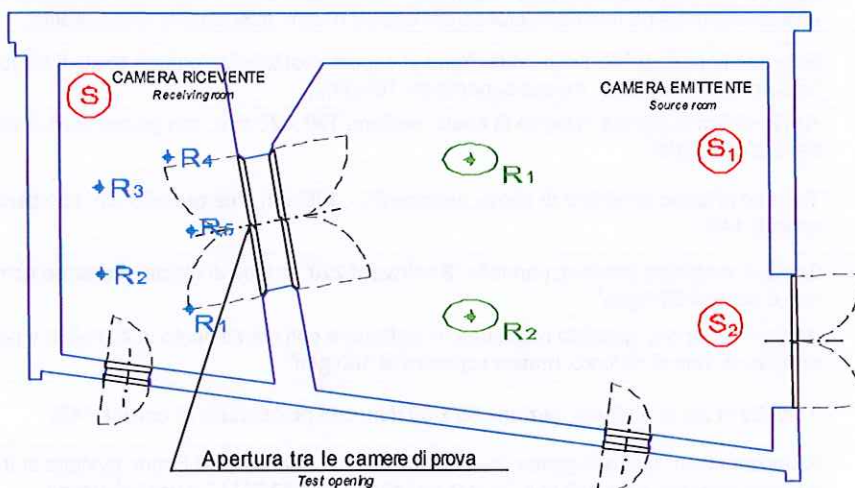 S
CAMERA RICEVENTE
Receiving room
CAMERA EMITTENTE
Source room
S1
R4
R1
R3
R5
R2
R1
R2
S2
Apertura tra le camere di prova
Test opening